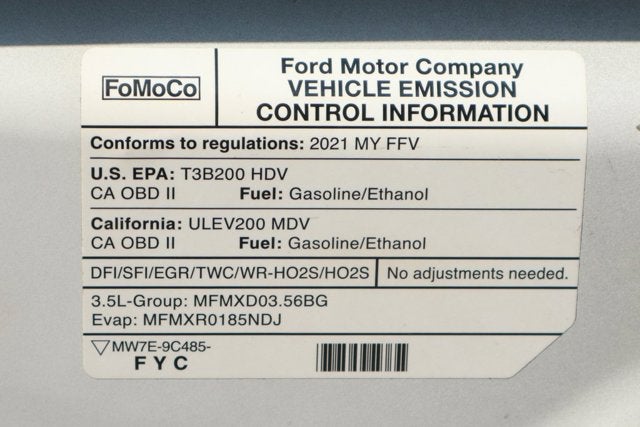 FoMoCo
Ford Motor Company
VEHICLE EMISSION
CONTROL INFORMATION
Conforms to regulations: 2021 MY FFV
U.S. EPA: T3B200 HDV
CA OBD II Fuel: Gasoline/Ethanol
California: ULEV200 MDV
CA OBD II Fuel: Gasoline/Ethanol
DFI/SFI/EGR/TWC/WR-HO2S/HO2S No adjustments needed.
3.5L-Group: MFMXD03.56BG
Evap: MFMXR0185NDJ
MW7E-9C485-
FYC